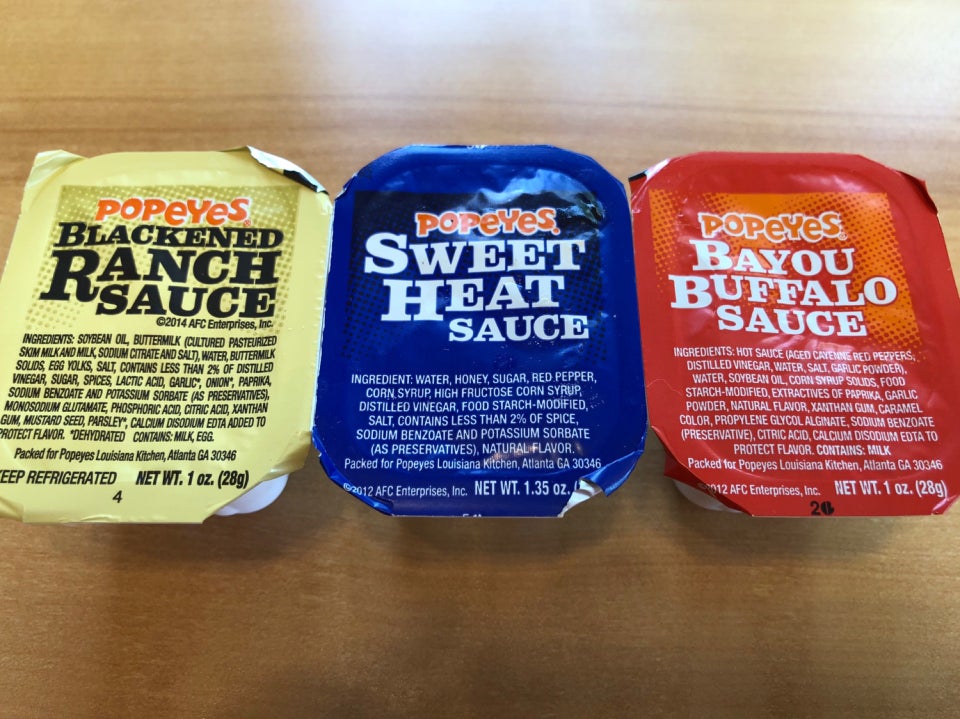 POPEYES
BLACKENED
RANCH
SAUCE
©2014 AFC Enterprises, Inc.
INGREDIENTS: SOYBEAN OIL, BUTTERMILK (CULTURED PASTEURIZED
SKIM MILK AND MILK, SODIUM CITRATE AND SALT), WATER, BUTTERMILK
SOLIDS, EGG YOLKS, SALT, CONTAINS LESS THAN 2% OF DISTILLED
VINEGAR, SUGAR, SPICES, LACTIC ACID, GARLIC*, ONION*, PAPRIKA,
SODIUM BENZOATE AND POTASSIUM SORBATE (AS PRESERVATIVES),
MONOSODIUM GLUTAMATE, PHOSPHORIC ACID, CITRIC ACID, XANTHAN
GUM, MUSTARD SEED, PARSLEY*, CALCIUM DISODIUM EDTA ADDED TO
PROTECT FLAVOR. *DEHYDRATED CONTAINS: MILK, EGG.
Packed for Popeyes Louisiana Kitchen, Atlanta GA 30346
KEEP REFRIGERATED NET WT. 1 oz. (28g)
4
POPEYES
SWEET
HEAT
SAUCE
INGREDIENT: WATER, HONEY, SUGAR, RED PEPPER,
CORN SYRUP, HIGH FRUCTOSE CORN SYRUP,
DISTILLED VINEGAR, FOOD STARCH-MODIFIED,
SALT, CONTAINS LESS THAN 2% OF SPICE,
SODIUM BENZOATE AND POTASSIUM SORBATE
(AS PRESERVATIVES), NATURAL FLAVOR.
Packed for Popeyes Louisiana Kitchen, Atlanta GA 30346
©2012 AFC Enterprises, Inc. NET WT. 1.35 oz.
POPEYES
BAYOU
BUFFALO
SAUCE
INGREDIENTS: HOT SAUCE (AGED CAYENNE RED PEPPERS,
DISTILLED VINEGAR, WATER, SALT, GARLIC POWDER),
WATER, SOYBEAN OIL, CORN SYRUP SOLIDS, FOOD
STARCH-MODIFIED, EXTRACTIVES OF PAPRIKA, GARLIC
POWDER, NATURAL FLAVOR, XANTHAN GUM, CARAMEL
COLOR, PROPYLENE GLYCOL ALGINATE, SODIUM BENZOATE
(PRESERVATIVE), CITRIC ACID, CALCIUM DISODIUM EDTA TO
PROTECT FLAVOR. CONTAINS: MILK
Packed for Popeyes Louisiana Kitchen, Atlanta GA 30346
2012 AFC Enterprises, Inc. NET WT. 1 oz. (28g)